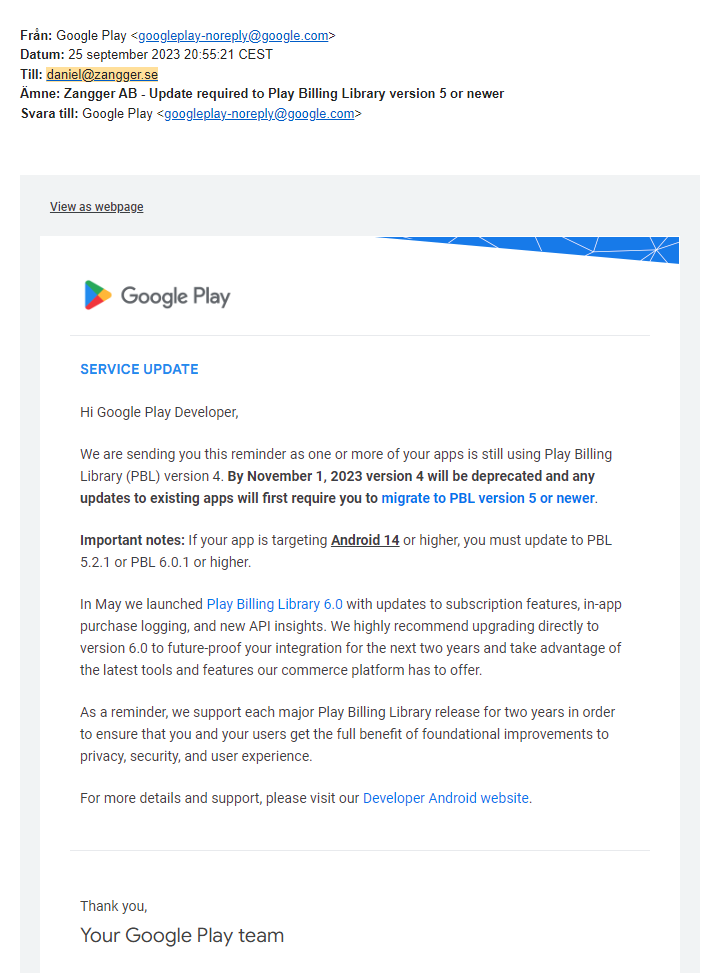 Från: Google Play <googleplay-noreply@google.com>
Datum: 25 september 2023 20:55:21 CEST
Till: daniel@zangger.se
Ämne: Zangger AB - Update required to Play Billing Library version 5 or newer
Svara till: Google Play <googleplay-noreply@google.com>
View as webpage
Google Play
SERVICE UPDATE
Hi Google Play Developer,
We are sending you this reminder as one or more of your apps is still using Play Billing
Library (PBL) version 4. By November 1, 2023 version 4 will be deprecated and any
updates to existing apps will first require you to migrate to PBL version 5 or newer.
Important notes: If your app is targeting Android 14 or higher, you must update to PBL
5.2.1 or PBL 6.0.1 or higher.
In May we launched Play Billing Library 6.0 with updates to subscription features, in-app
purchase logging, and new API insights. We highly recommend upgrading directly to
version 6.0 to future-proof your integration for the next two years and take advantage of
the latest tools and features our commerce platform has to offer.
As a reminder, we support each major Play Billing Library release for two years in order
to ensure that you and your users get the full benefit of foundational improvements to
privacy, security, and user experience.
For more details and support, please visit our Developer Android website.
Thank you,
Your Google Play team